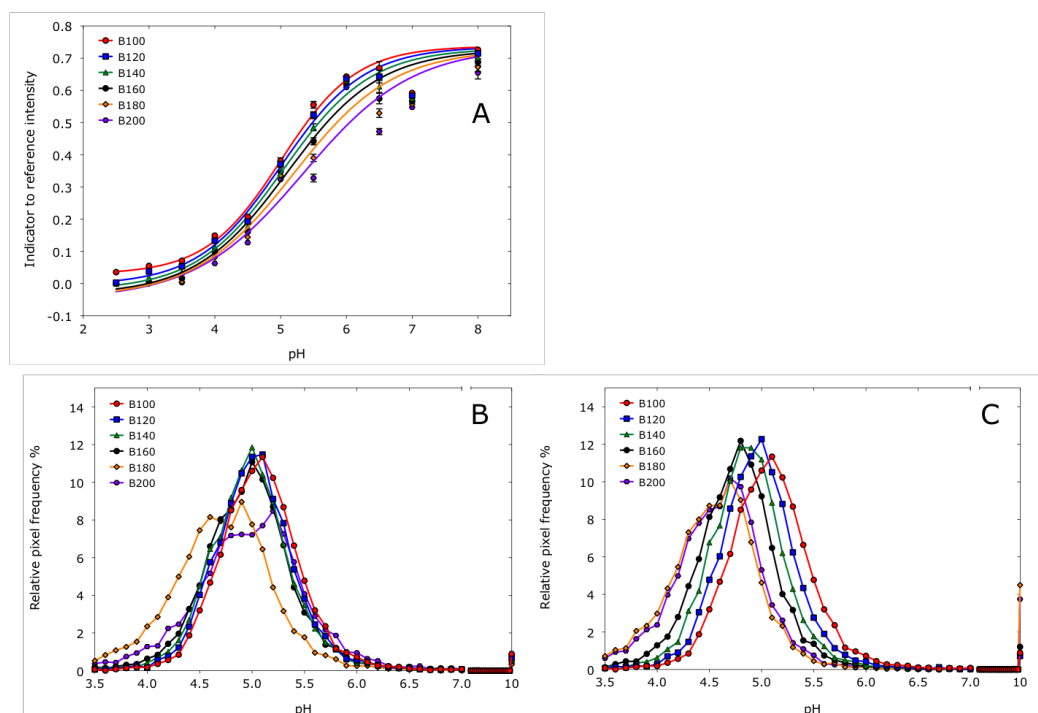 0.8
0.7
0.6
0.5
0.4
0.3
0.2
0.1
0.0
-0.1
Indicator to reference intensity
B100
B120
B140
B160
B180
B200
A
2 3 4 5 6 7 8
pH
14
12
10
8
6
4
2
0
Relative pixel frequency %
B100
B120
B140
B160
B180
B200
B
3.5 4.0 4.5 5.0 5.5 6.0 6.5 7.0 10
pH
14
12
10
8
6
4
2
0
Relative pixel frequency %
B100
B120
B140
B160
B180
B200
C
3.5 4.0 4.5 5.0 5.5 6.0 6.5 7.0 10
pH